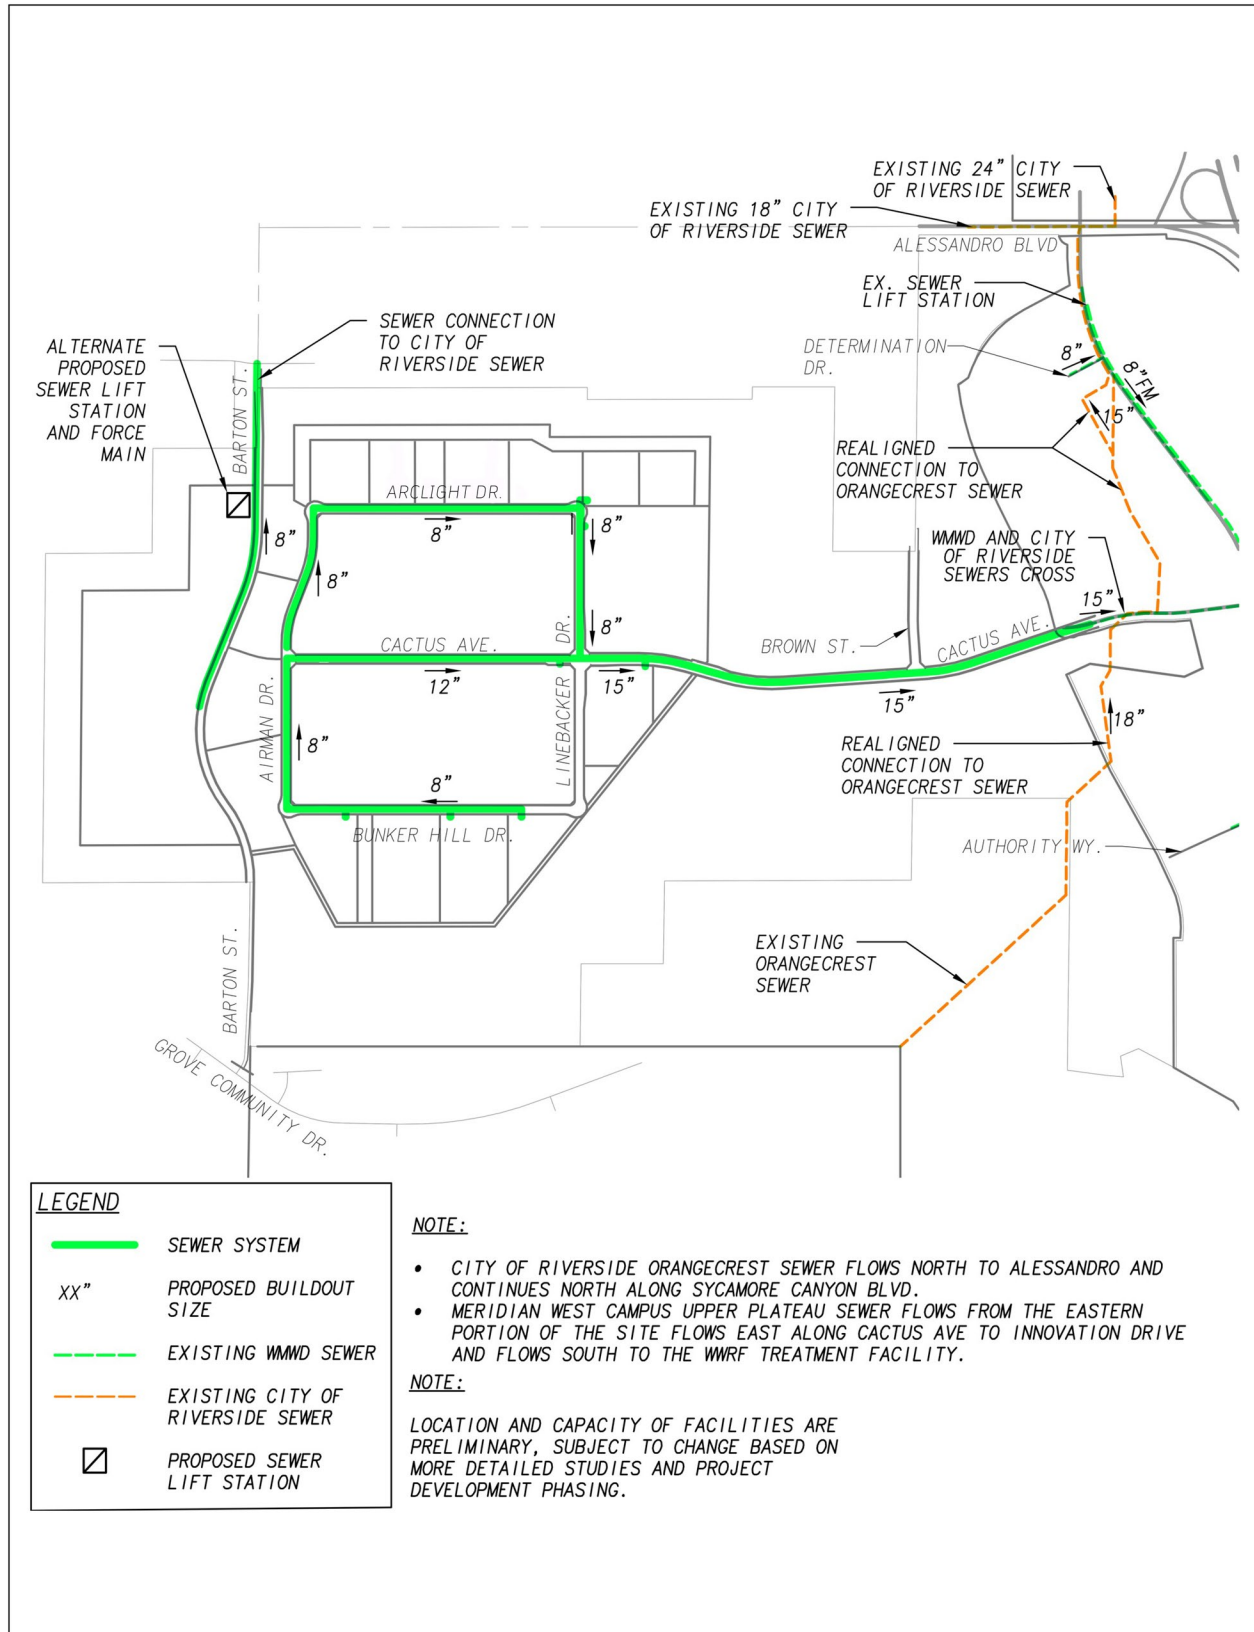 EXISTING 24” CITY
OF RIVERSIDE SEWER
EXISTING 18” CITY
OF RIVERSIDE SEWER
ALESSANDRO BLVD
EX. SEWER
LIFT STATION
SEWER CONNECTION
TO CITY OF
RIVERSIDE SEWER
ALTERNATE
PROPOSED
SEWER LIFT
STATION
AND FORCE
MAIN
BARTON ST.
DETERMINATION
DR.
8”
8”FM
15”
REALIGNED
CONNECTION TO
ORANGECREST SEWER
ARCLIGHT DR.
8”
8”
8”
8”
WMWD AND CITY
OF RIVERSIDE
SEWERS CROSS
15”
8”
CACTUS AVE.
DR.
BROWN ST.
CACTUS AVE.
12”
15”
15”
AIRMAN DR.
8”
LINEBACKER
18”
REALIGNED
CONNECTION TO
ORANGECREST SEWER
8”
BUNKER HILL DR.
AUTHORITY WY.
EXISTING
ORANGECREST
SEWER
BARTON ST.
GROVE COMMUNITY DR.
LEGEND
SEWER SYSTEM
XX”
PROPOSED BUILDOUT
SIZE
EXISTING WMWD SEWER
EXISTING CITY OF
RIVERSIDE SEWER
PROPOSED SEWER
LIFT STATION
NOTE:
• CITY OF RIVERSIDE ORANGECREST SEWER FLOWS NORTH TO ALESSANDRO AND
CONTINUES NORTH ALONG SYCAMORE CANYON BLVD.
• MERIDIAN WEST CAMPUS UPPER PLATEAU SEWER FLOWS FROM THE EASTERN
PORTION OF THE SITE FLOWS EAST ALONG CACTUS AVE TO INNOVATION DRIVE
AND FLOWS SOUTH TO THE WWRF TREATMENT FACILITY.
NOTE:
LOCATION AND CAPACITY OF FACILITIES ARE
PRELIMINARY, SUBJECT TO CHANGE BASED ON
MORE DETAILED STUDIES AND PROJECT
DEVELOPMENT PHASING.